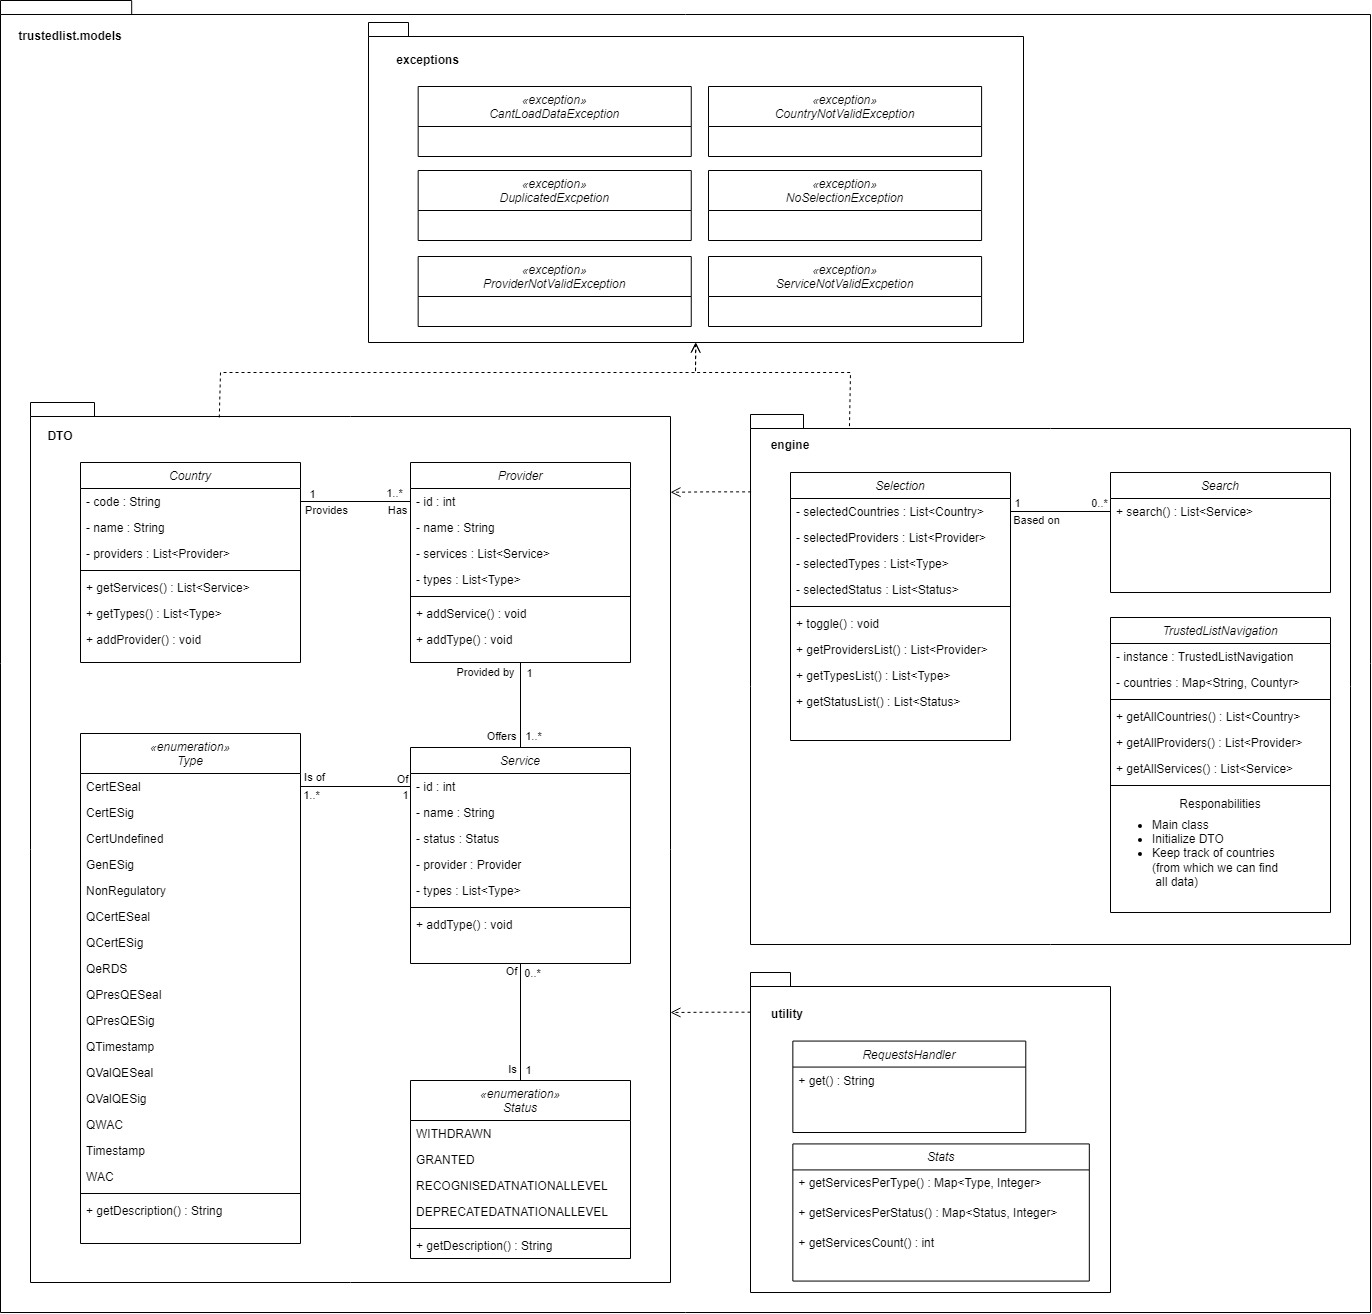 trustedlist.models
exceptions
«exception»
CantLoadDataException
«exception»
CountryNotValidException
«exception»
DuplicatedExcpetion
«exception»
NoSelectionException
«exception»
ProviderNotValidException
«exception»
ServiceNotValidExcpetion
DTO
Country
- code : String
- name : String
- providers : List<Provider>
+ getServices() : List<Service>
+ getTypes() : List<Type>
+ addProvider() : void
1
Provides
1..*
Has
Provider
- id : int
- name : String
- services : List<Service>
- types : List<Type>
+ addService() : void
+ addType() : void
Provided by
1
Offers
1..*
«enumeration»
Type
CertESeal
CertESig
CertUndefined
GenESig
NonRegulatory
QCertESeal
QCertESig
QeRDS
QPresQESeal
QPresQESig
QTimestamp
QValQESeal
QValQESig
QWAC
Timestamp
WAC
+ getDescription() : String
Is of
1..*
Of
1
Service
- id : int
- name : String
- status : Status
- provider : Provider
- types : List<Type>
+ addType() : void
Of
0..*
Is
1
«enumeration»
Status
WITHDRAWN
GRANTED
RECOGNISEDATNATIONALLEVEL
DEPRECATEDATNATIONALLEVEL
+ getDescription() : String
engine
Selection
- selectedCountries : List<Country>
- selectedProviders : List<Provider>
- selectedTypes : List<Type>
- selectedStatus : List<Status>
+ toggle() : void
+ getProvidersList() : List<Provider>
+ getTypesList() : List<Type>
+ getStatusList() : List<Status>
1
Based on
0..*
Search
+ search() : List<Service>
TrustedListNavigation
- instance : TrustedListNavigation
- countries : Map<String, Countyr>
+ getAllCountries() : List<Country>
+ getAllProviders() : List<Provider>
+ getAllServices() : List<Service>
Responabilities
• Main class
• Initialize DTO
• Keep track of countries
(from which we can find
all data)
utility
RequestsHandler
+ get() : String
Stats
+ getServicesPerType() : Map<Type, Integer>
+ getServicesPerStatus() : Map<Status, Integer>
+ getServicesCount() : int